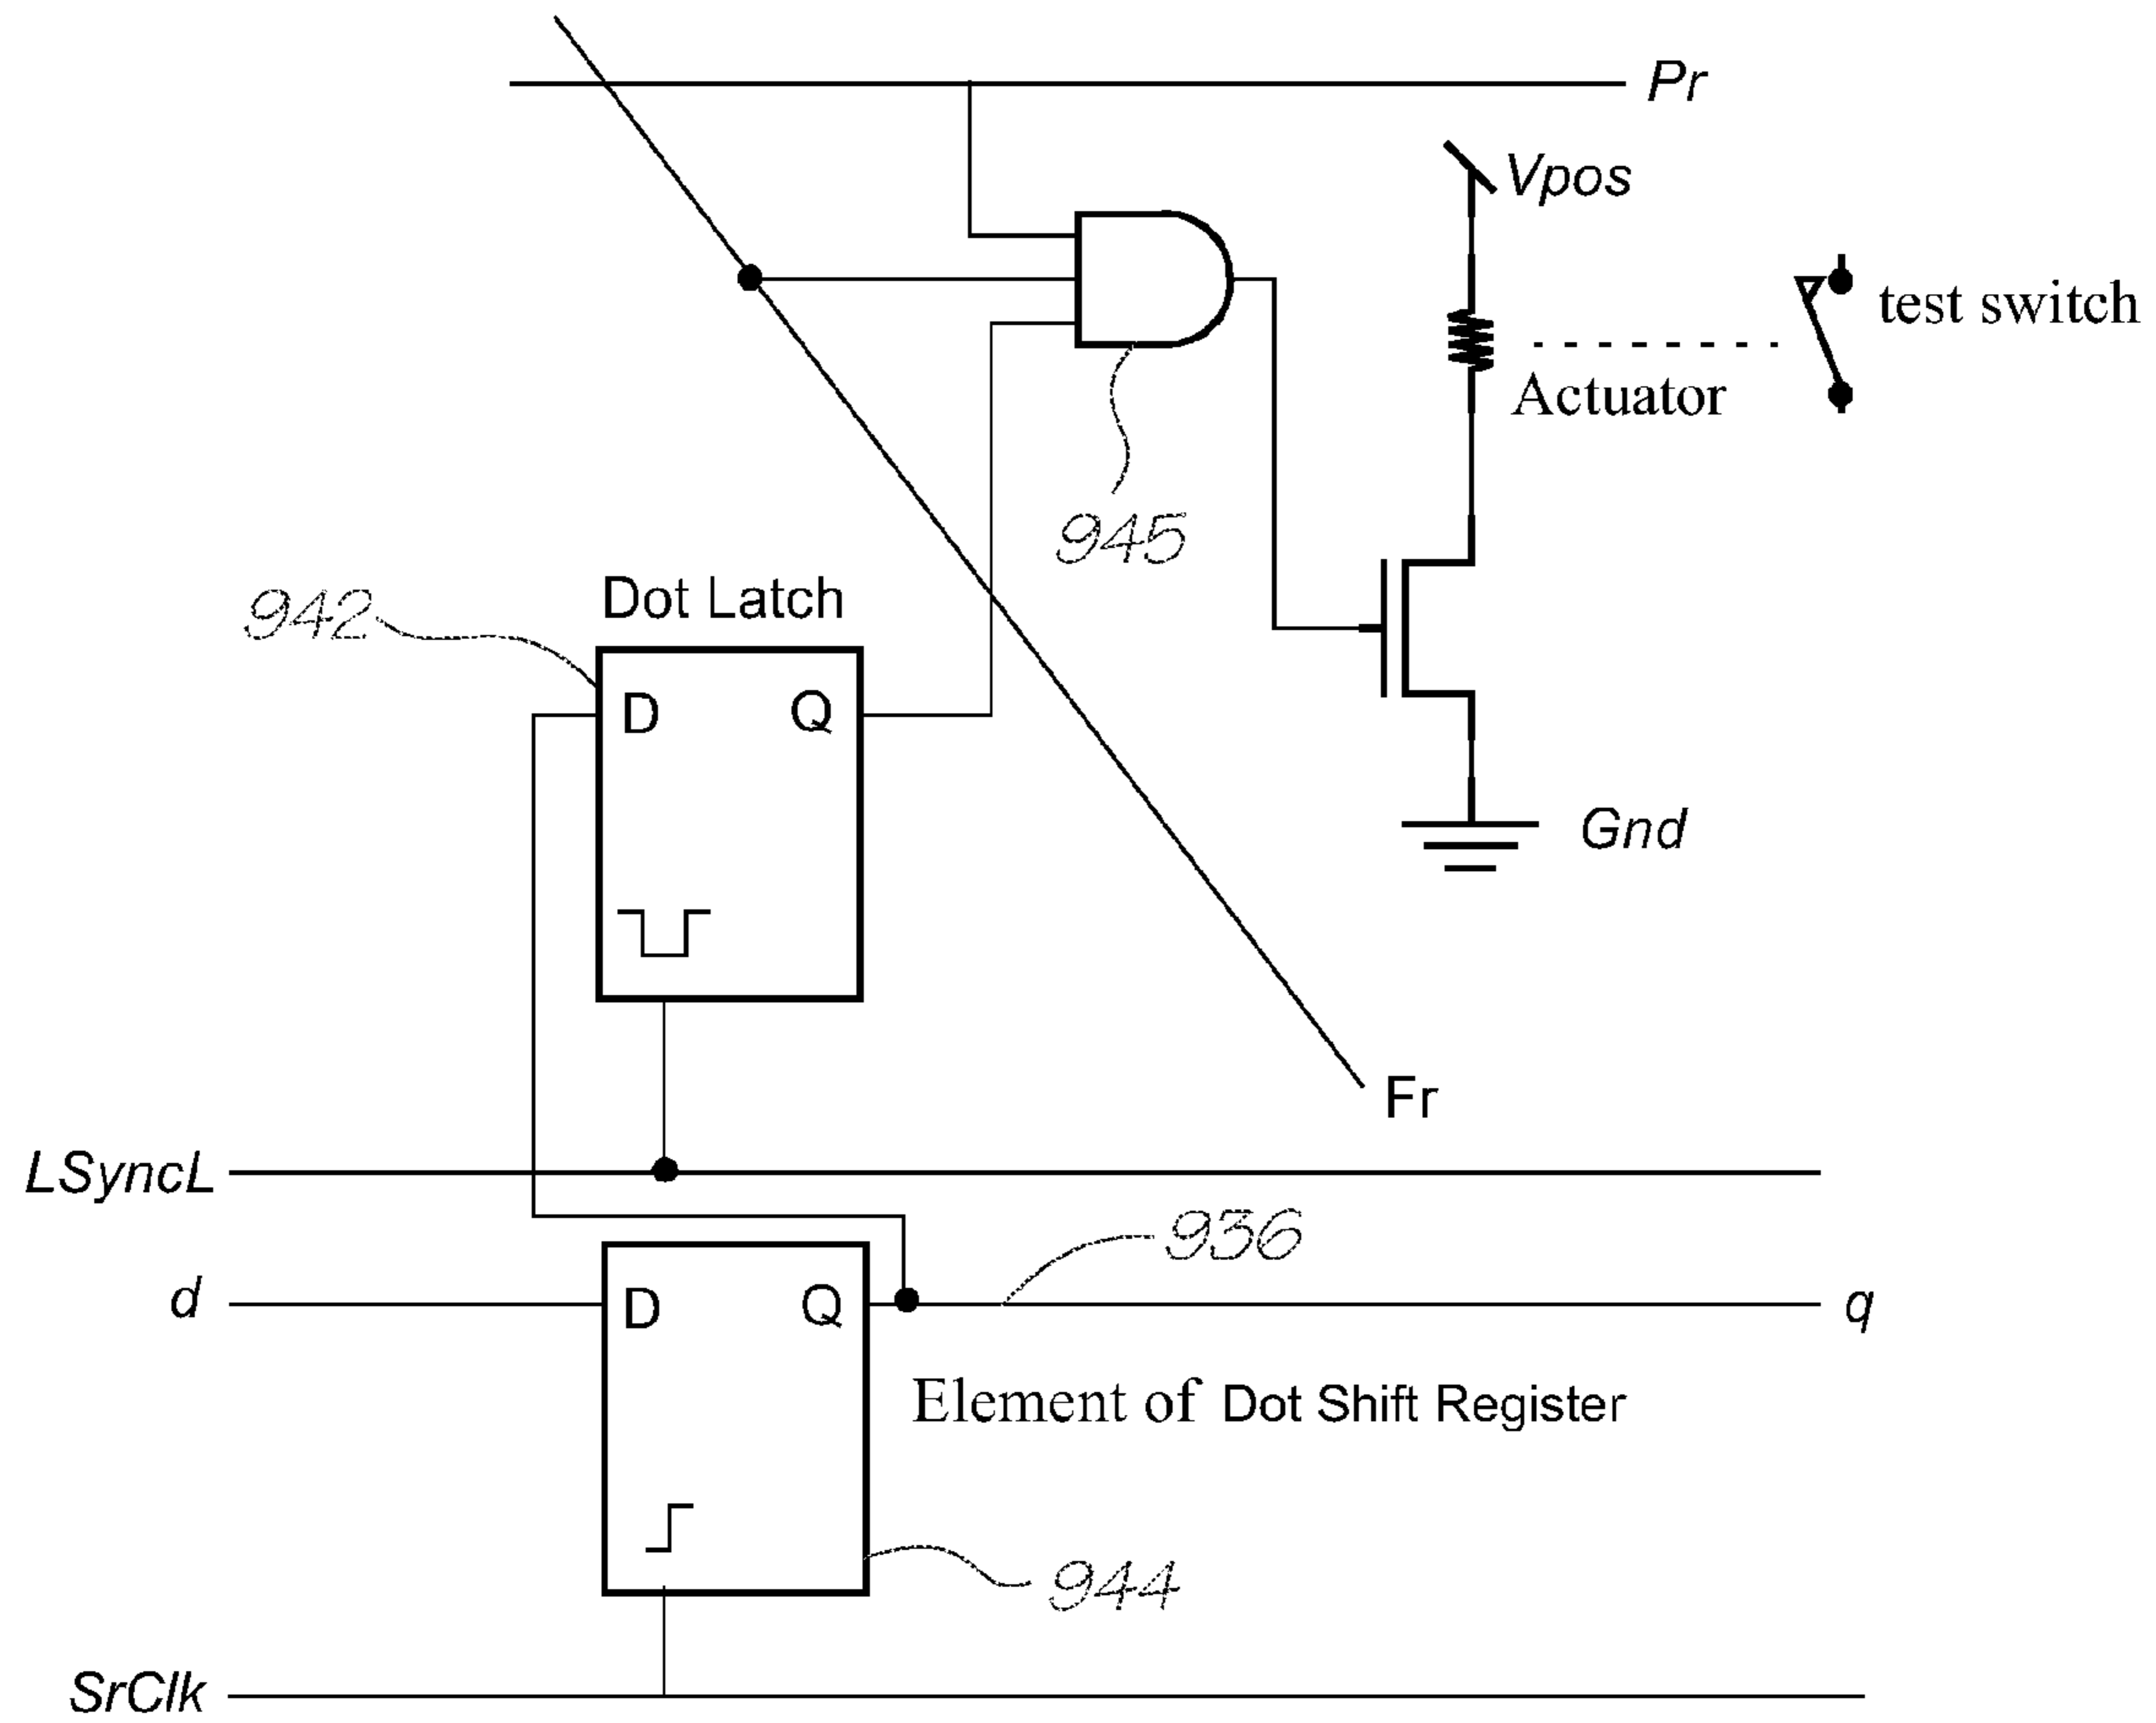 Pr
Vpos
test switch
Actuator
945
942
Dot Latch
D Q
Gnd
Fr
LSyncL
936
d
D Q
q
Element of Dot Shift Register
944
SrClk